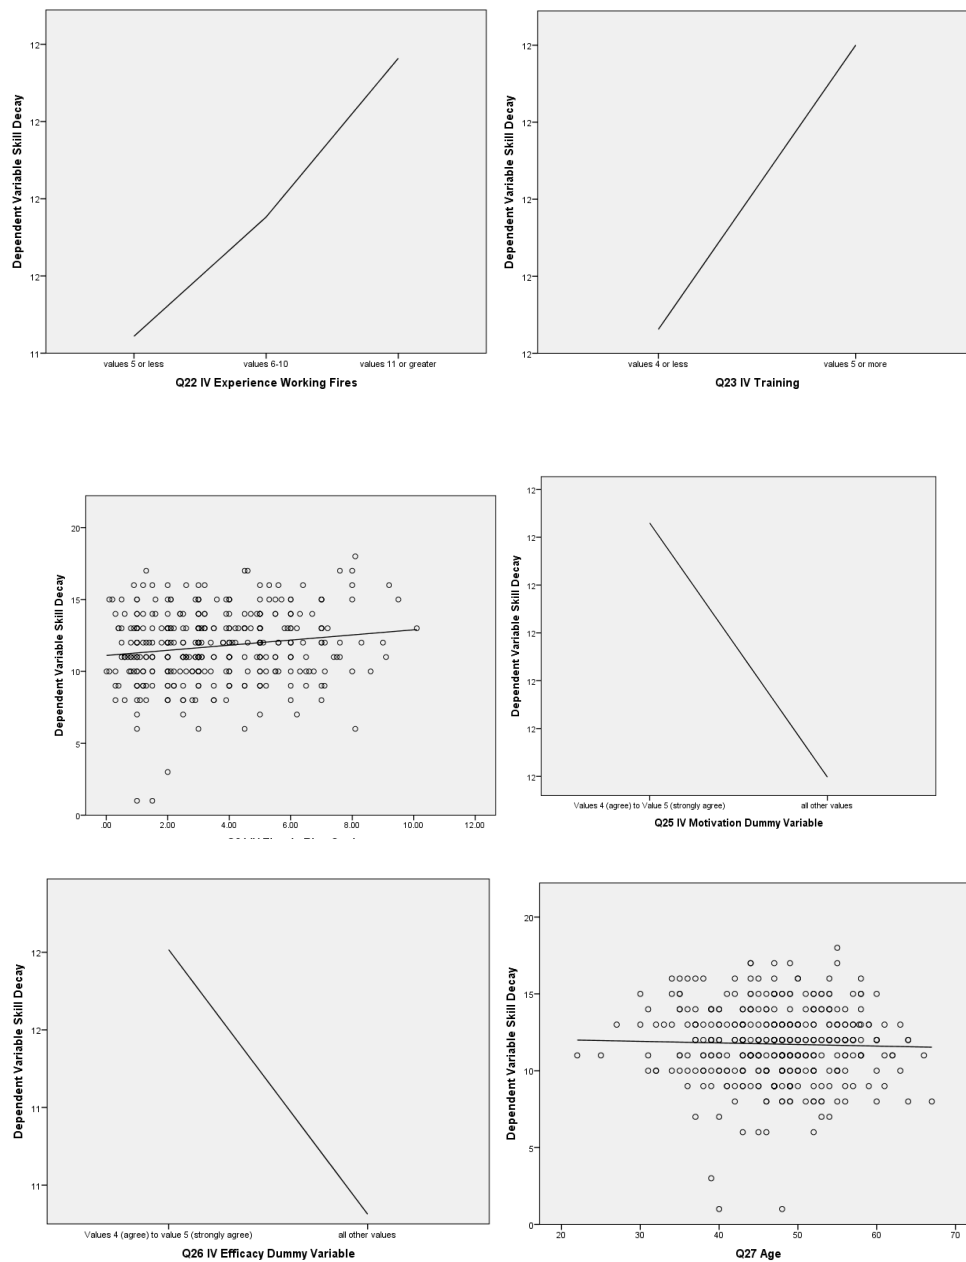 12
12
12
12
11
Dependent Variable Skill Decay
values 5 or less
values 6-10
values 11 or greater
Q22 IV Experience Working Fires
12
12
12
12
12
Dependent Variable Skill Decay
values 4 or less
values 5 or more
Q23 IV Training
20
15
10
5
0
Dependent Variable Skill Decay
.00
2.00
4.00
6.00
8.00
10.00
12.00
12
12
12
12
12
12
12
Dependent Variable Skill Decay
Values 4 (agree) to Value 5 (strongly agree)
all other values
Q25 IV Motivation Dummy Variable
12
12
11
11
Dependent Variable Skill Decay
Values 4 (agree) to value 5 (strongly agree)
all other values
Q26 IV Efficacy Dummy Variable
20
15
10
5
0
Dependent Variable Skill Decay
20
30
40
50
60
70
Q27 Age